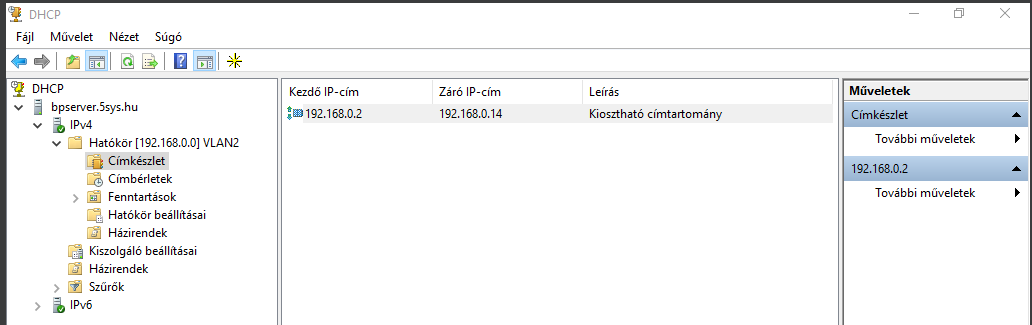 DHCP
Fájl Művelet Nézet Súgó
DHCP
bpserver.5sys.hu
IPv4
Hatókör [192.168.0.0] VLAN2
Címkészlet
Címbérletek
Fenntartások
Hatókör beállításai
Házirendek
Kiszolgáló beállításai
Házirendek
Szűrők
IPv6
Kezdő IP-cím Záró IP-cím Leírás
192.168.0.2 192.168.0.14 Kiosztható címtartomány
Műveletek
Címkészlet
További műveletek
192.168.0.2
További műveletek